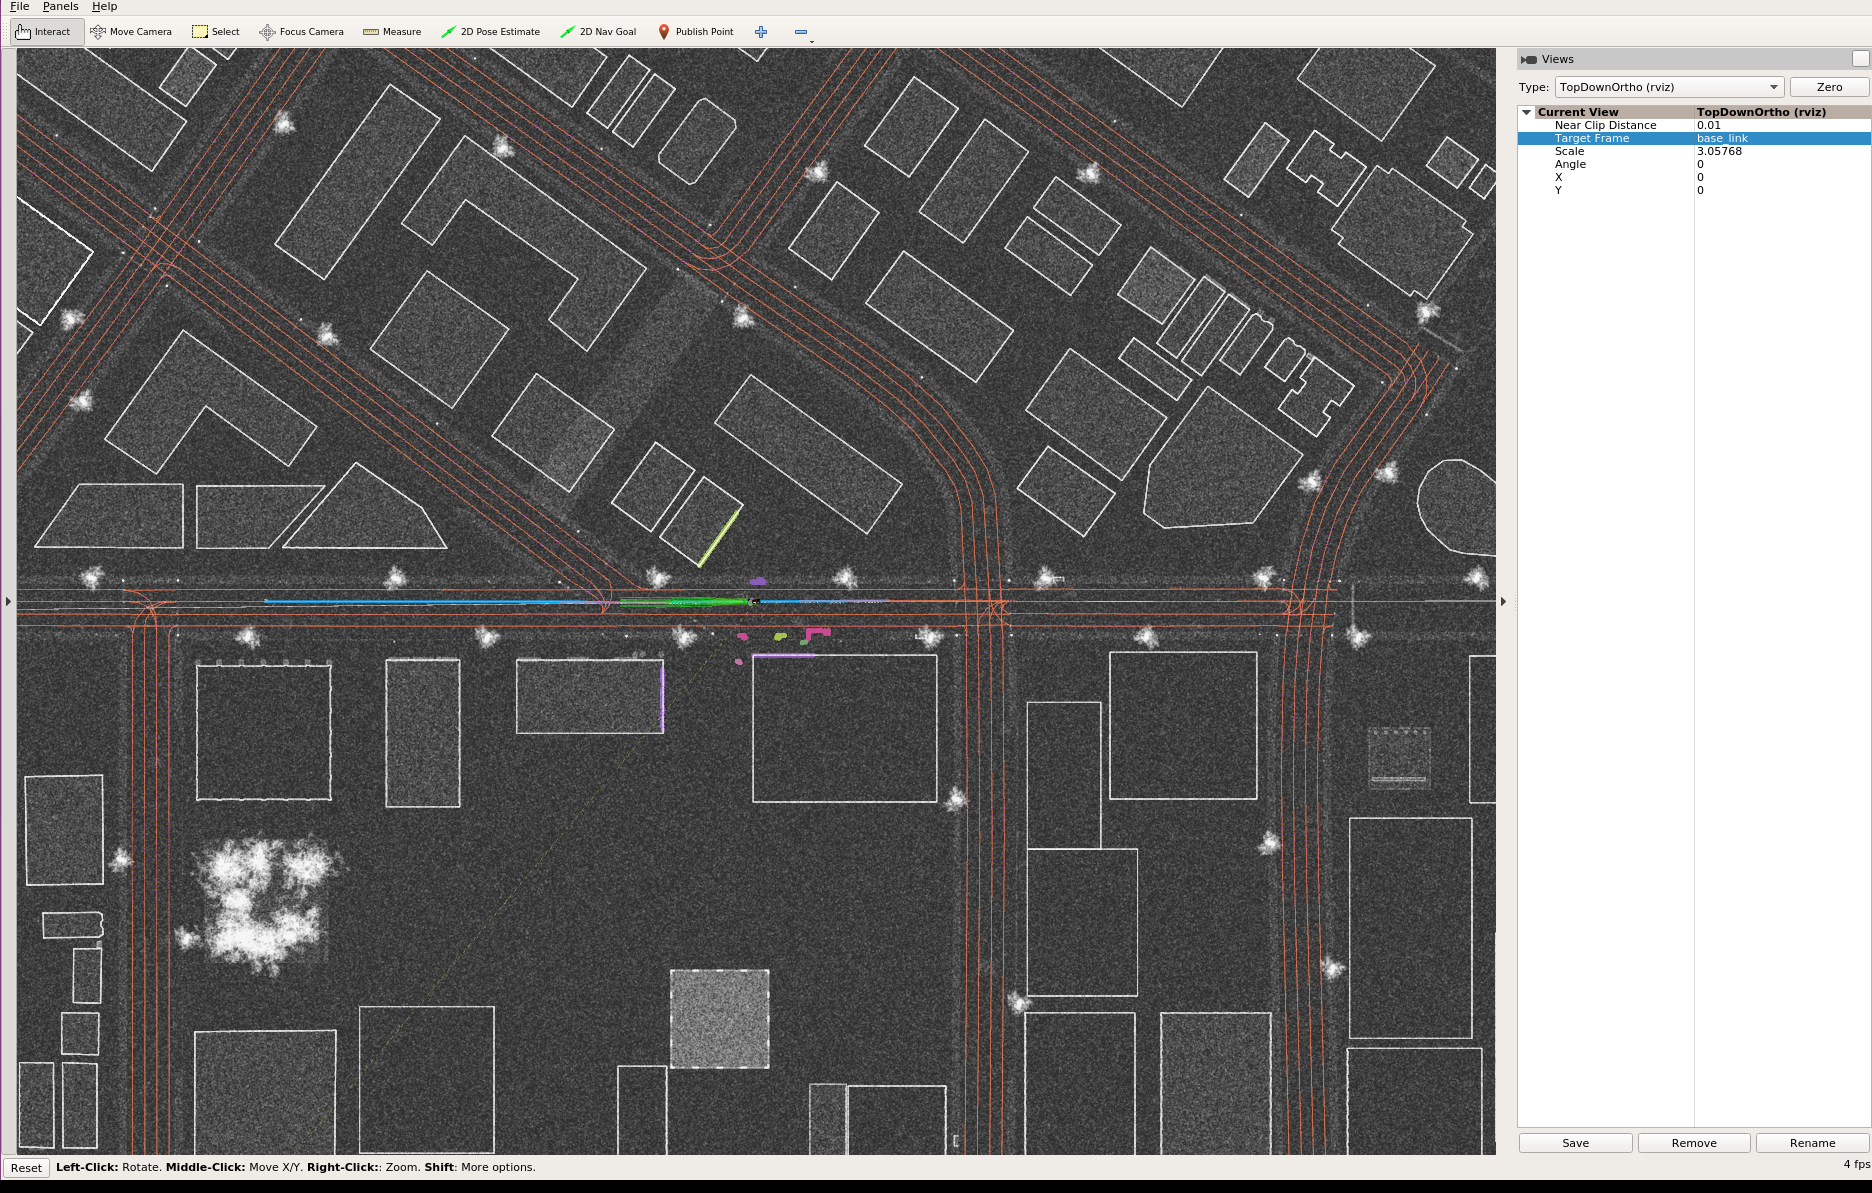 File Panels Help
Interact Move Camera Select Focus Camera Measure 2D Pose Estimate 2D Nav Goal Publish Point
Views
Type: TopDownOrtho (rviz) Zero
Current View TopDownOrtho (rviz)
Near Clip Distance 0.01
Target Frame base_link
Scale 3.05768
Angle 0
X 0
Y 0
Save Remove Rename
Reset Left-Click: Rotate. Middle-Click: Move X/Y. Right-Click:: Zoom. Shift: More options.
4 fps